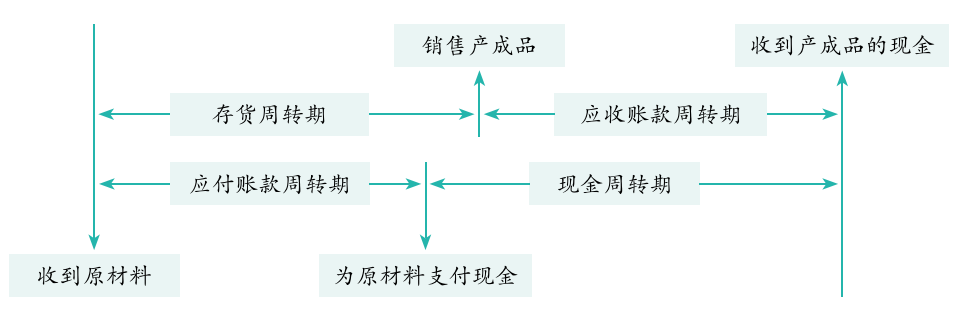 销售产成品
收到产成品的现金
存货周转期
应收账款周转期
应付账款周转期
现金周转期
收到原材料
为原材料支付现金